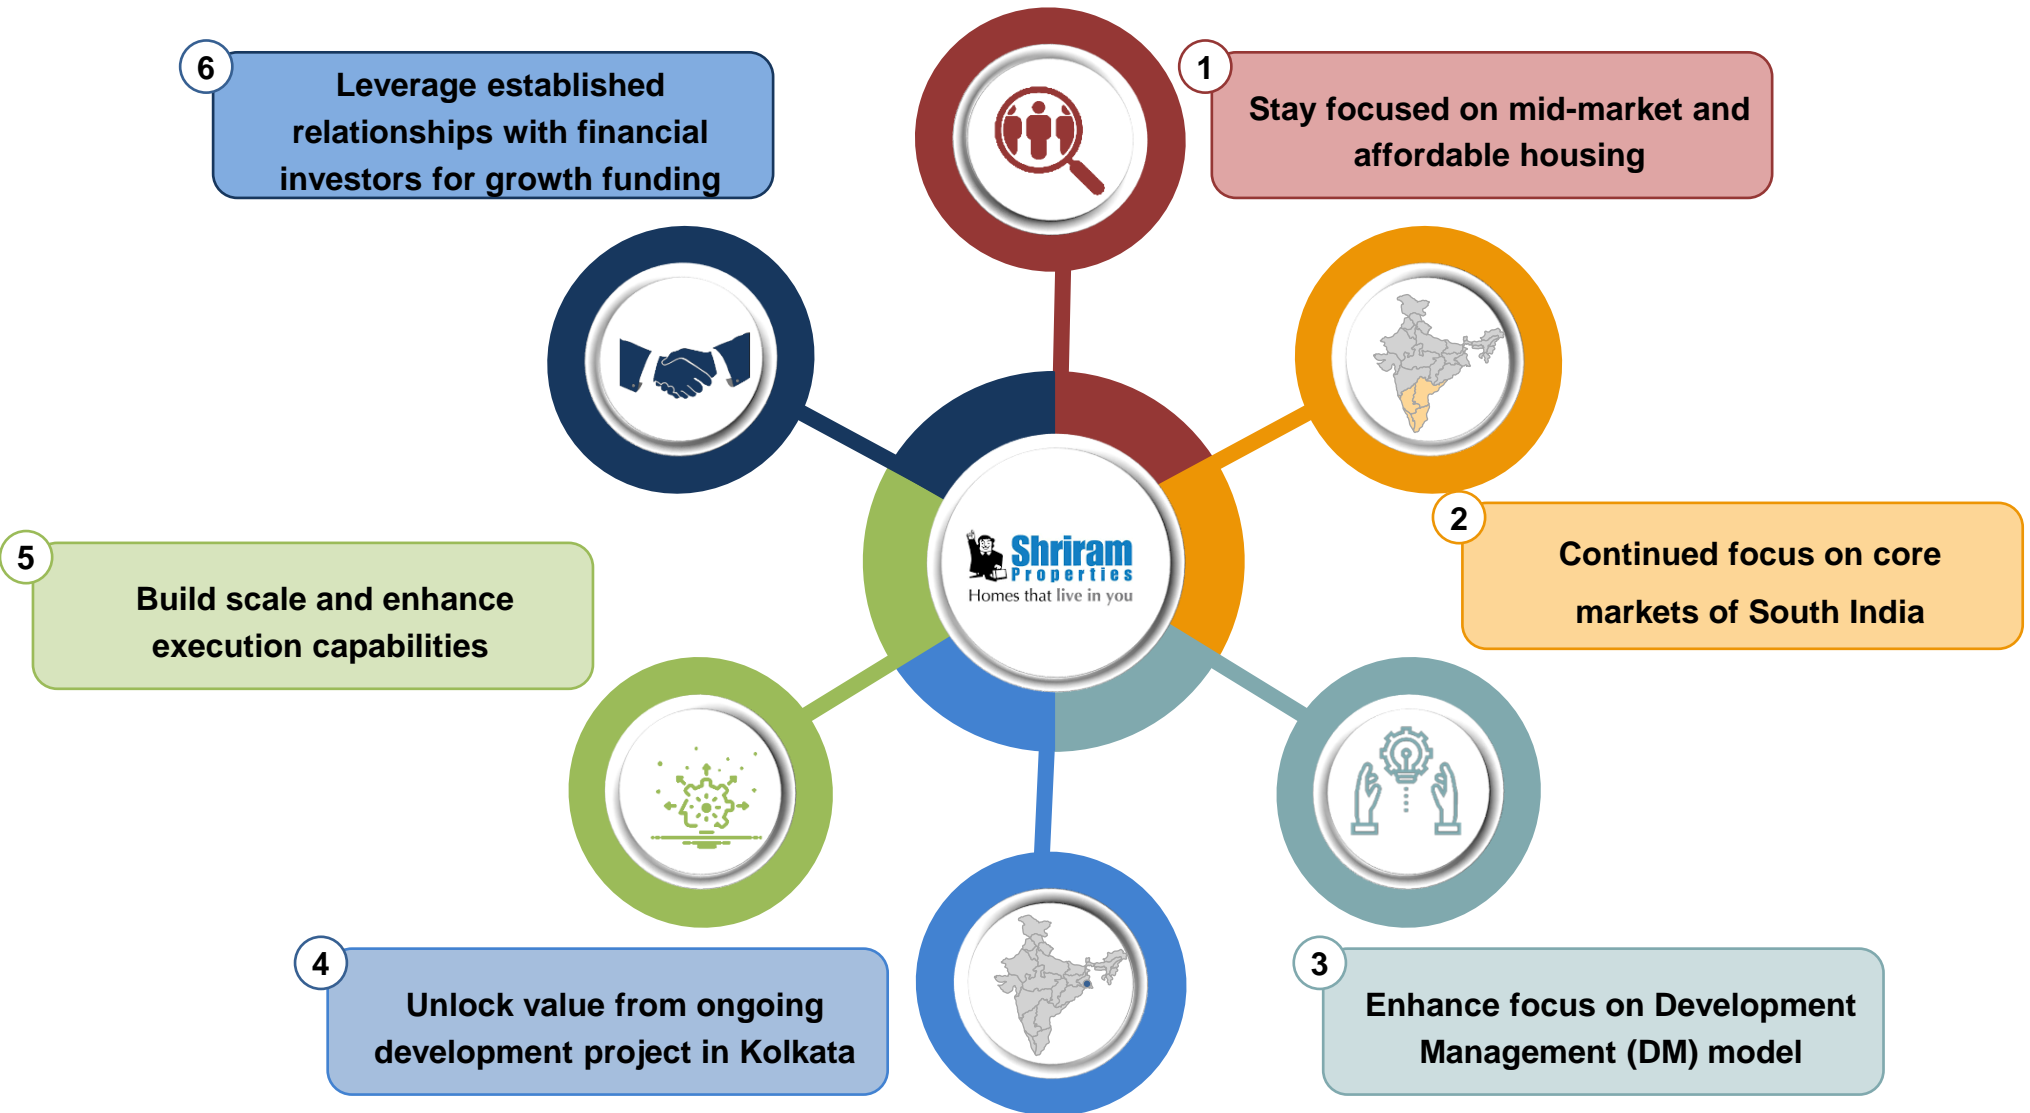 1
Stay focused on mid-market and
affordable housing
2
Continued focus on core
markets of South India
3
Enhance focus on Development
Management (DM) model
4
Unlock value from ongoing
development project in Kolkata
5
Build scale and enhance
execution capabilities
6
Leverage established
relationships with financial
investors for growth funding
Shriram
Properties
Homes that live in you